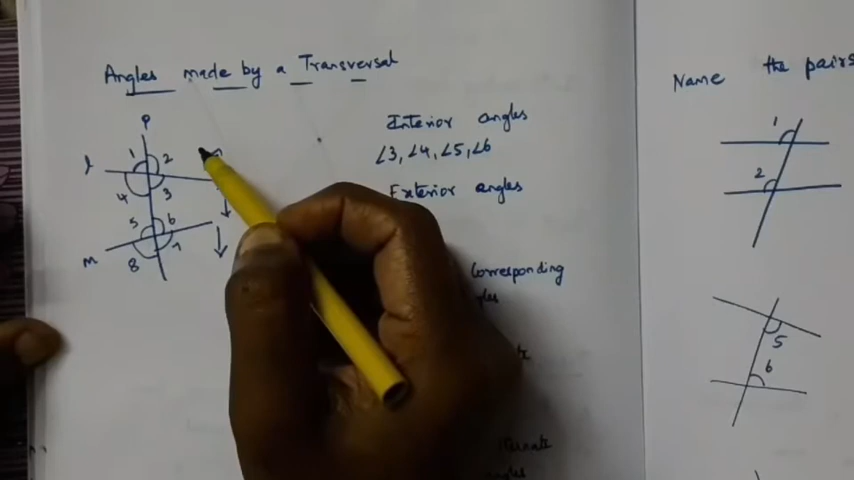 Angles made by a Transversal
P
l
1 2
4 3
5 6
8 7
m
Interior angles
∠3, ∠4, ∠5, ∠6
Exterior angles
Corresponding
Name the pairs
1
2
5
6